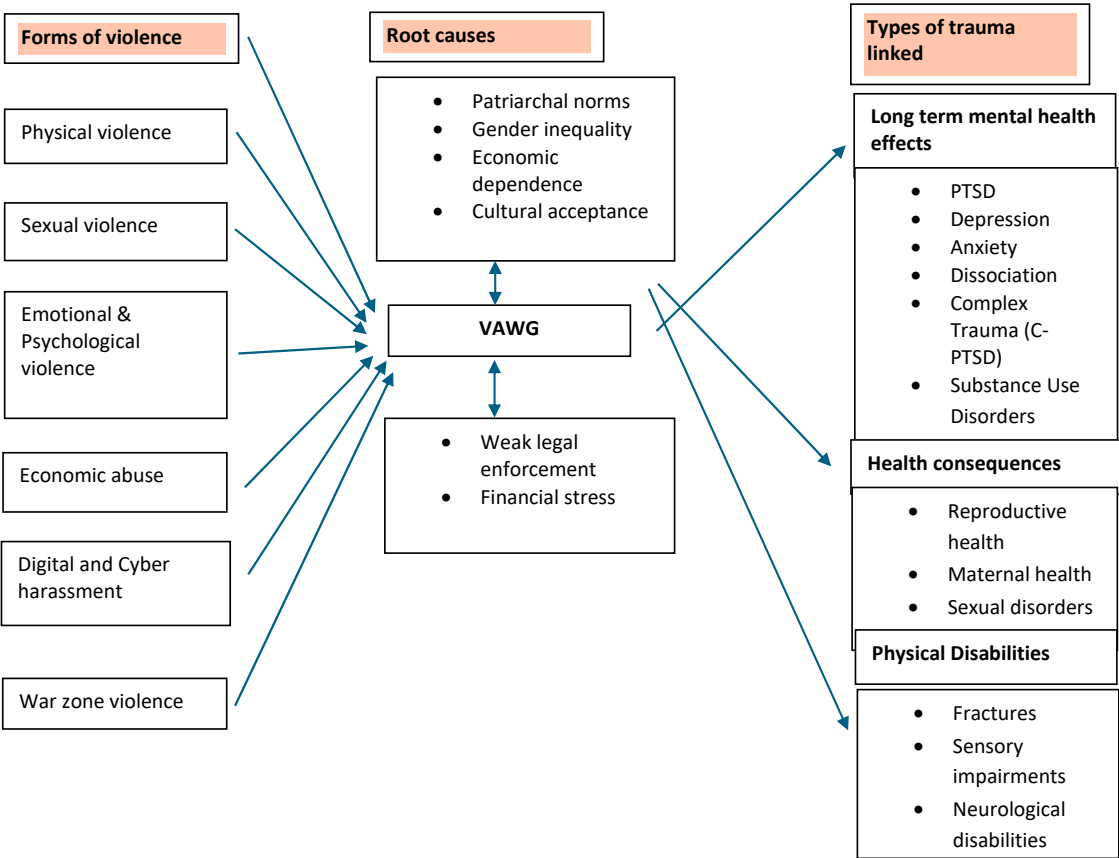 Forms of violence
Physical violence
Sexual violence
Emotional &
Psychological
violence
Economic abuse
Digital and Cyber
harassment
War zone violence
Root causes
• Patriarchal norms
• Gender inequality
• Economic
dependence
• Cultural acceptance
VAWG
• Weak legal
enforcement
• Financial stress
Types of trauma
linked
Long term mental health
effects
• PTSD
• Depression
• Anxiety
• Dissociation
• Complex
Trauma (C-
PTSD)
• Substance Use
Disorders
Health consequences
• Reproductive
health
• Maternal health
• Sexual disorders
Physical Disabilities
• Fractures
• Sensory
impairments
• Neurological
disabilities